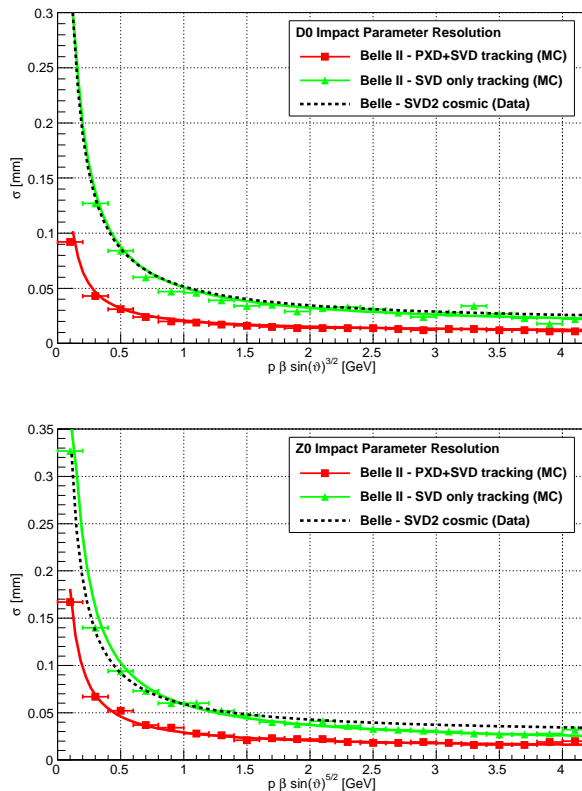 D0 Impact Parameter Resolution
Belle II - PXD+SVD tracking (MC)
Belle II - SVD only tracking (MC)
Belle - SVD2 cosmic (Data)
σ [mm]
0.3
0.25
0.2
0.15
0.1
0.05
0
0 0.5 1 1.5 2 2.5 3 3.5 4
p β sin(ϑ)^{3/2} [GeV]
Z0 Impact Parameter Resolution
Belle II - PXD+SVD tracking (MC)
Belle II - SVD only tracking (MC)
Belle - SVD2 cosmic (Data)
σ [mm]
0.35
0.3
0.25
0.2
0.15
0.1
0.05
0
0 0.5 1 1.5 2 2.5 3 3.5 4
p β sin(ϑ)^{5/2} [GeV]